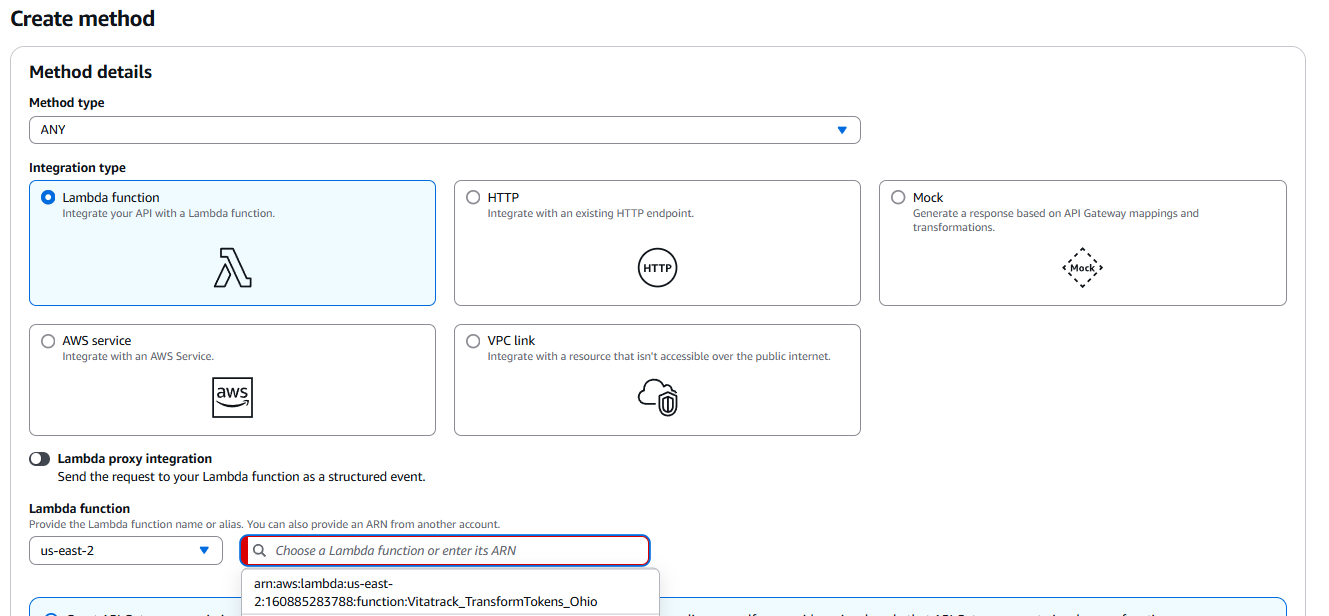 Create method
Method details
Method type
ANY
Integration type
Lambda function
Integrate your API with a Lambda function.
HTTP
Integrate with an existing HTTP endpoint.
HTTP
Mock
Generate a response based on API Gateway mappings and
transformations.
Mock
AWS service
Integrate with an AWS Service.
aws
VPC link
Integrate with a resource that isn't accessible over the public internet.
Lambda proxy integration
Send the request to your Lambda function as a structured event.
Lambda function
Provide the Lambda function name or alias. You can also provide an ARN from another account.
us-east-2
Choose a Lambda function or enter its ARN
arn:aws:lambda:us-east-
2:160885283788:function:Vitatrack_TransformTokens_Ohio